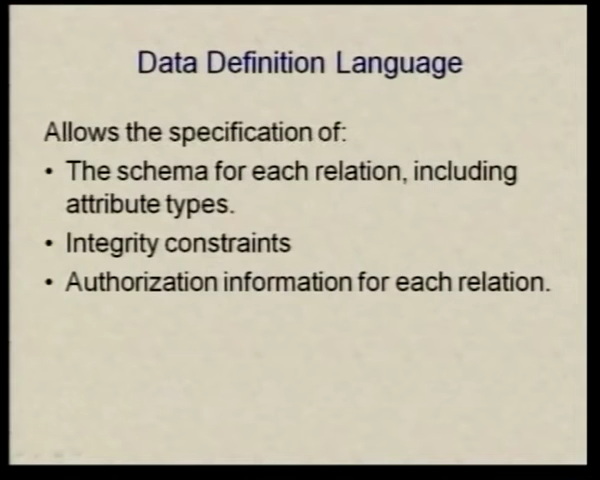 Data Definition Language
Allows the specification of:
• The schema for each relation, including
attribute types.
• Integrity constraints
• Authorization information for each relation.